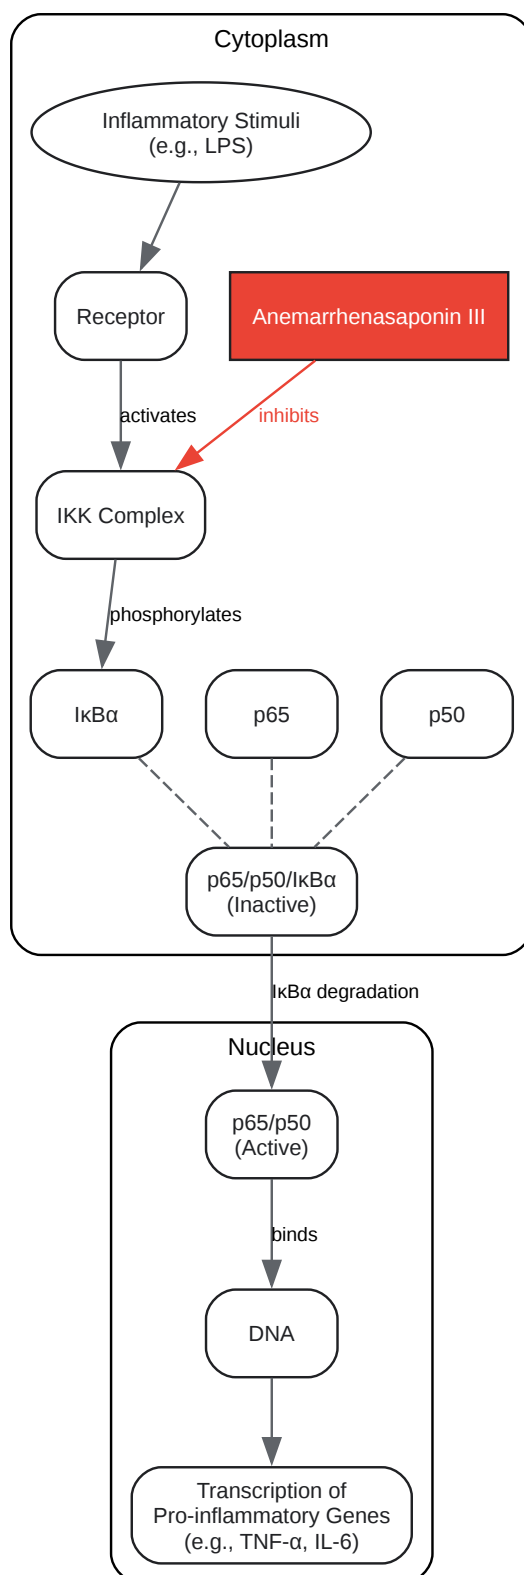 Cytoplasm
Inflammatory Stimuli
(e.g., LPS)
Receptor
Anemarrhenasaponin III
activates
inhibits
IKK Complex
phosphorylates
IκBα
p65
p50
p65/p50/IκBα
(Inactive)
IκBα degradation
Nucleus
p65/p50
(Active)
binds
DNA
Transcription of
Pro-inflammatory Genes
(e.g., TNF-α, IL-6)